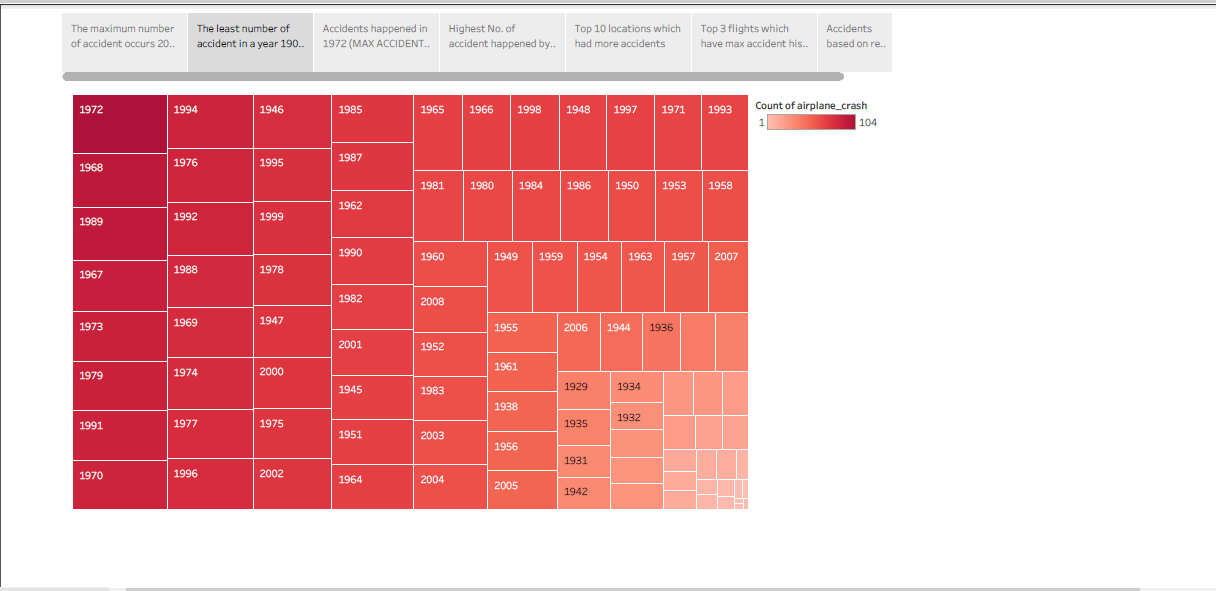 The maximum number
of accident occurs 20..
The least number of
accident in a year 190..
Accidents happened in
1972 (MAX ACCIDENT..
Highest No. of
accident happened by..
Top 10 locations which
had more accidents
Top 3 flights which
have max accident his..
Accidents
based on re..
Count of airplane_crash
1 104
1972
1968
1989
1967
1973
1979
1991
1970
1994
1976
1992
1988
1969
1974
1977
1996
1946
1995
1999
1978
1947
2000
1975
2002
1985
1987
1962
1990
1982
2001
1945
1951
1964
1965 1966 1998 1948 1997 1971 1993
1981 1980 1984 1986 1950 1953 1958
1960
2008
1952
1983
2003
2004
1949 1959 1954 1963 1957 2007
1955
1961
1938
1956
2005
2006 1944 1936
1929
1935
1931
1942
1934
1932